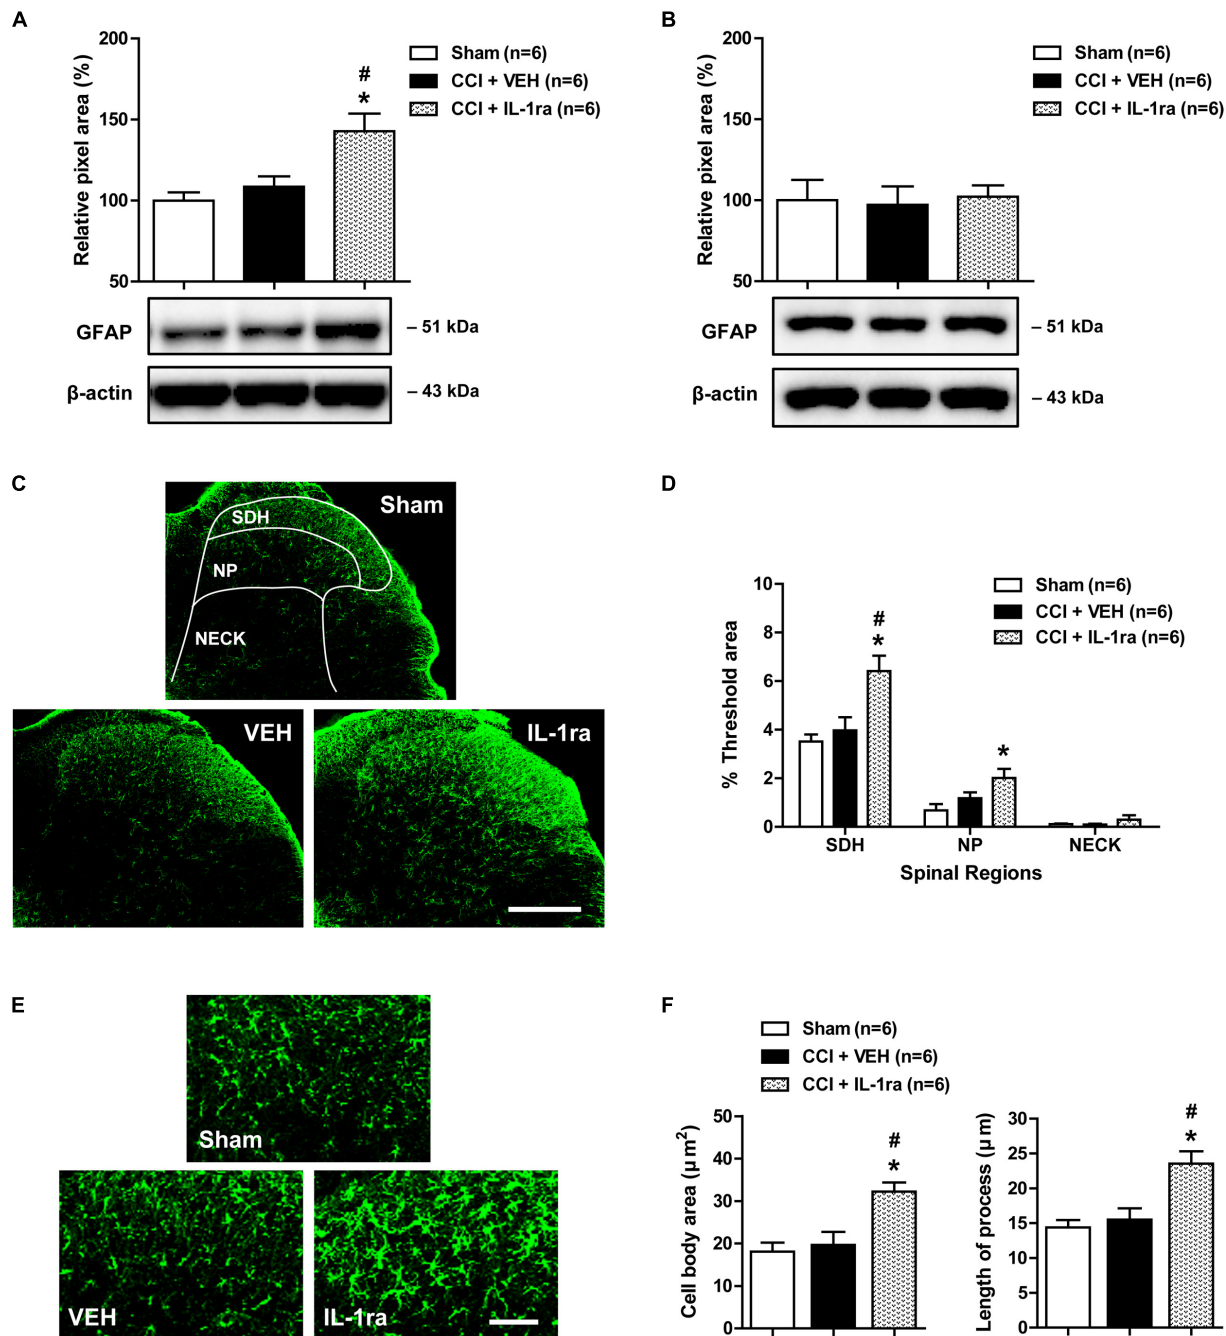 A
Relative pixel area (%)
200
150
100
50
#
*
Sham (n=6)
CCI + VEH (n=6)
CCI + IL-1ra (n=6)
GFAP
– 51 kDa
β-actin
– 43 kDa
B
Relative pixel area (%)
200
150
100
50
Sham (n=6)
CCI + VEH (n=6)
CCI + IL-1ra (n=6)
GFAP
– 51 kDa
β-actin
– 43 kDa
C
Sham
SDH
NP
NECK
VEH
IL-1ra
D
% Threshold area
10
8
6
4
2
0
Sham (n=6)
CCI + VEH (n=6)
CCI + IL-1ra (n=6)
#
*
*
SDH
NP
NECK
Spinal Regions
E
Sham
VEH
IL-1ra
F
Sham (n=6)
CCI + VEH (n=6)
CCI + IL-1ra (n=6)
Cell body area (μm²)
50
40
30
20
10
0
#
*
Length of process (μm)
30
25
20
15
10
5
0
#
*